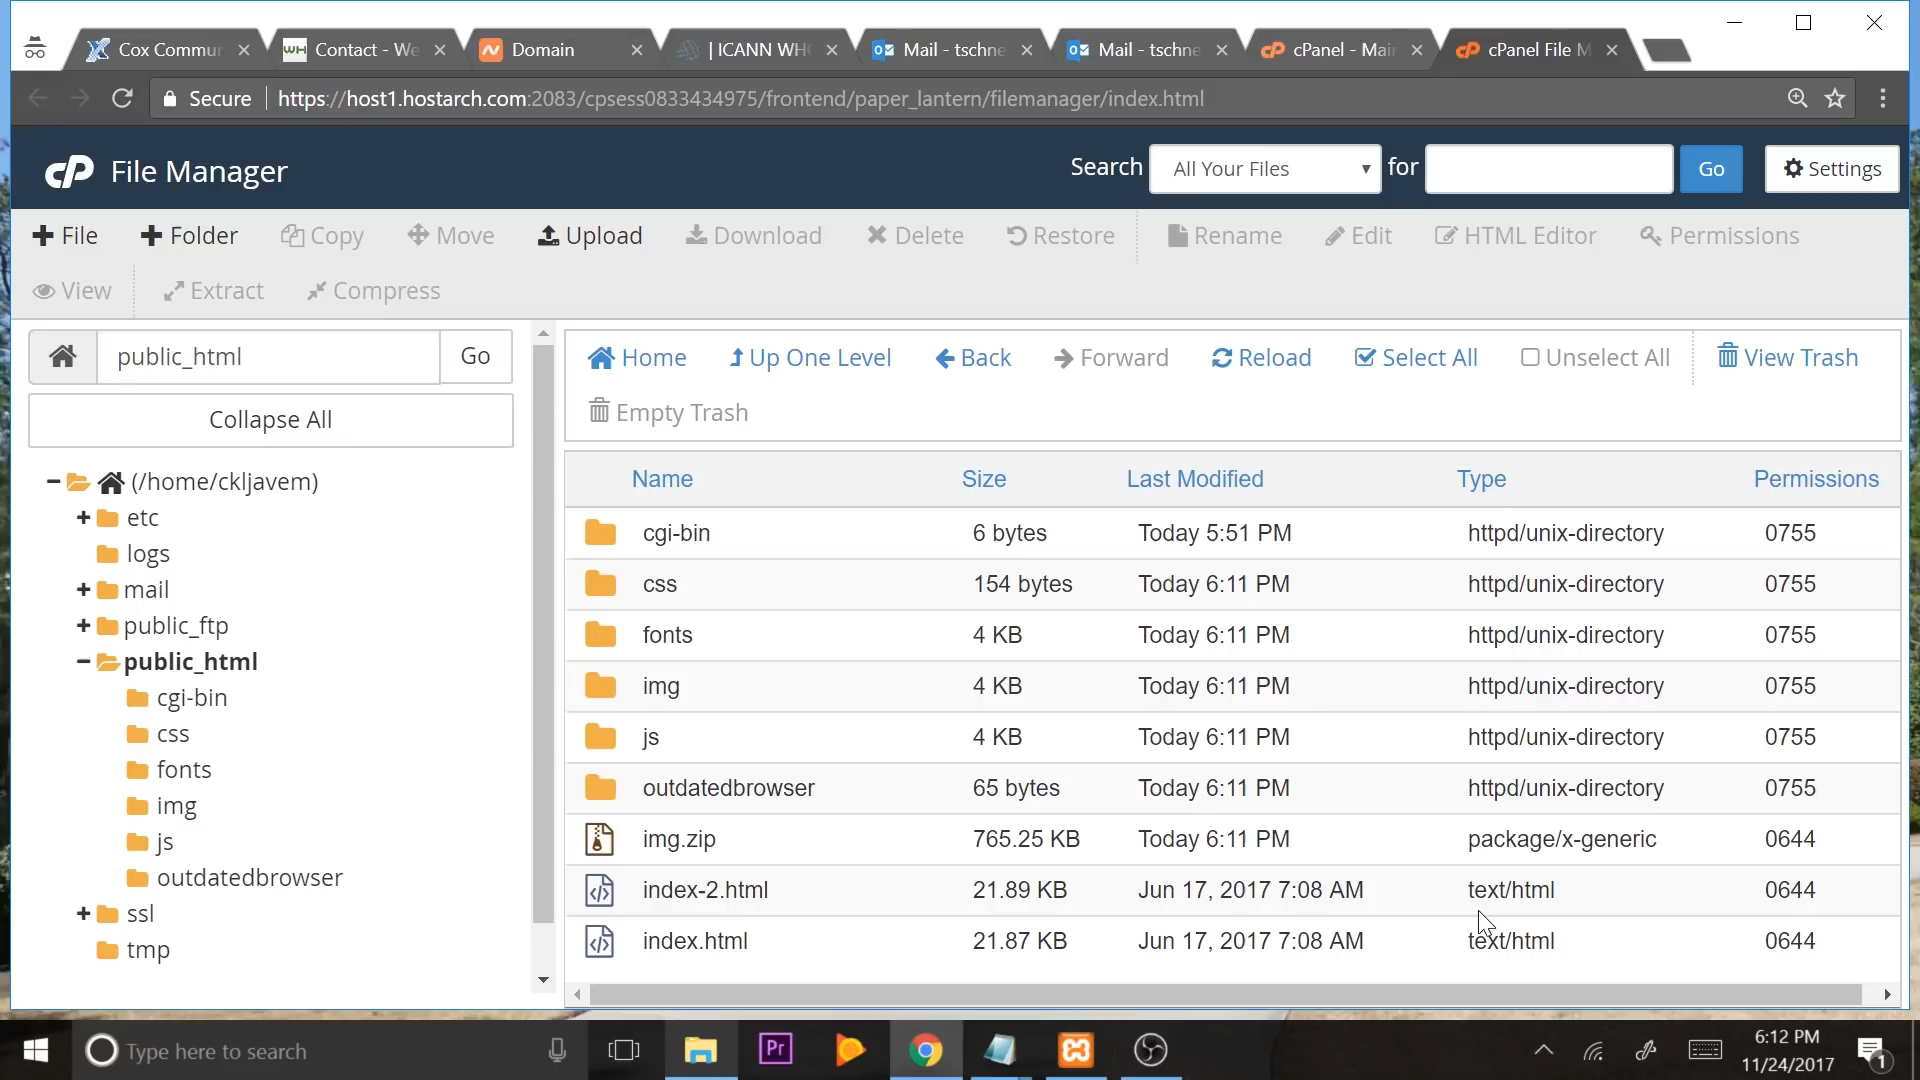 Cox Commur
Contact - We
Domain
| ICANN WH
Mail - tschne
Mail - tschne
cPanel - Mair
cPanel File M
Secure
https://host1.hostarch.com:2083/cpsess0833434975/frontend/paper_lantern/filemanager/index.html
cP File Manager
Search All Your Files for Go Settings
File Folder Copy Move Upload Download Delete Restore Rename Edit HTML Editor Permissions
View Extract Compress
public_html Go
Collapse All
(/home/ckljavem)
etc
logs
mail
public_ftp
public_html
cgi-bin
css
fonts
img
js
outdatedbrowser
ssl
tmp
Home Up One Level Back Forward Reload Select All Unselect All View Trash
Empty Trash
Name Size Last Modified Type Permissions
cgi-bin 6 bytes Today 5:51 PM httpd/unix-directory 0755
css 154 bytes Today 6:11 PM httpd/unix-directory 0755
fonts 4 KB Today 6:11 PM httpd/unix-directory 0755
img 4 KB Today 6:11 PM httpd/unix-directory 0755
js 4 KB Today 6:11 PM httpd/unix-directory 0755
outdatedbrowser 65 bytes Today 6:11 PM httpd/unix-directory 0755
img.zip 765.25 KB Today 6:11 PM package/x-generic 0644
index-2.html 21.89 KB Jun 17, 2017 7:08 AM text/html 0644
index.html 21.87 KB Jun 17, 2017 7:08 AM text/html 0644
Type here to search
Pr
6:12 PM
11/24/2017
1